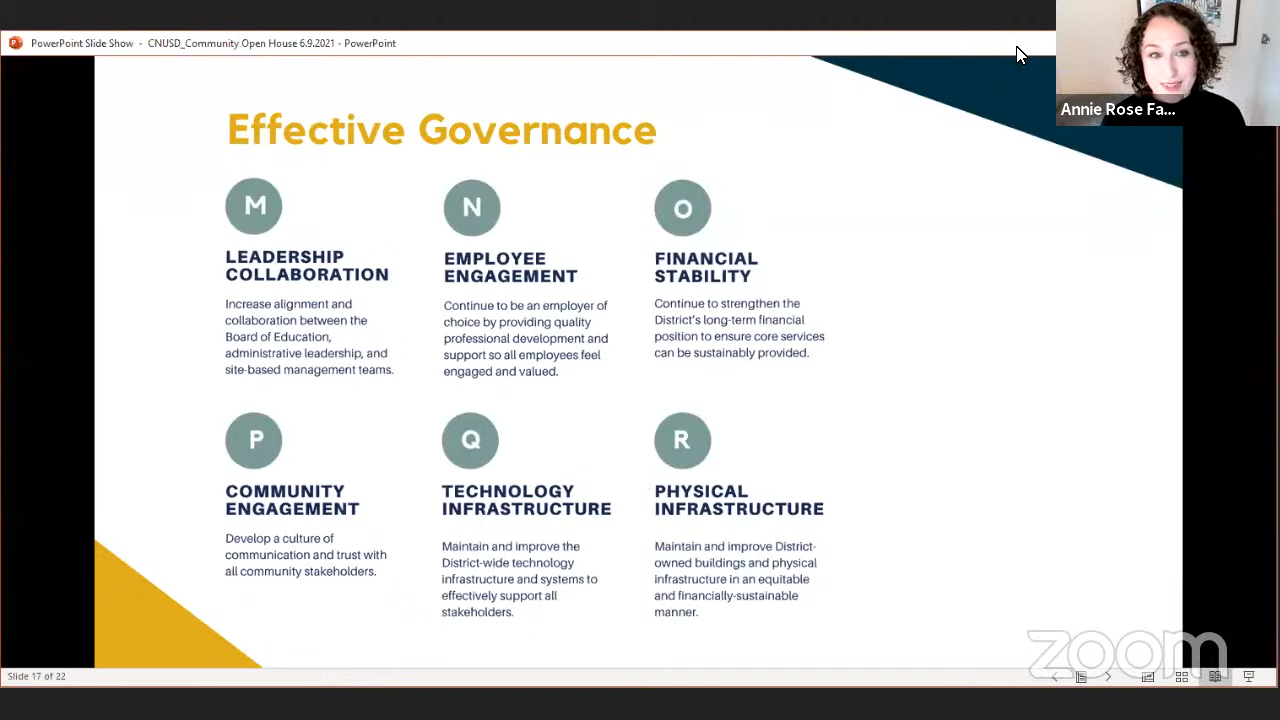 PowerPoint Slide Show - CNUSD_Community Open House 6.9.2021 - PowerPoint
Annie Rose Fa...
Effective Governance
M
LEADERSHIP
COLLABORATION
Increase alignment and
collaboration between the
Board of Education,
administrative leadership, and
site-based management teams.
N
EMPLOYEE
ENGAGEMENT
Continue to be an employer of
choice by providing quality
professional development and
support so all employees feel
engaged and valued.
O
FINANCIAL
STABILITY
Continue to strengthen the
District's long-term financial
position to ensure core services
can be sustainably provided.
P
COMMUNITY
ENGAGEMENT
Develop a culture of
communication and trust with
all community stakeholders.
Q
TECHNOLOGY
INFRASTRUCTURE
Maintain and improve the
District-wide technology
infrastructure and systems to
effectively support all
stakeholders.
R
PHYSICAL
INFRASTRUCTURE
Maintain and improve District-
owned buildings and physical
infrastructure in an equitable
and financially-sustainable
manner.
zoom
Slide 17 of 22